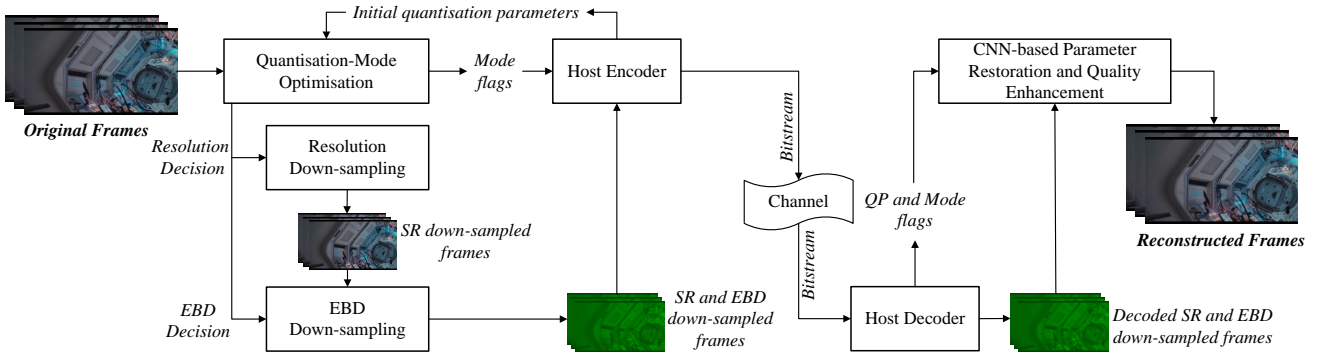 Initial quantisation parameters
Original Frames
Quantisation-Mode
Optimisation
Mode
flags
Host Encoder
Resolution
Decision
Resolution
Down-sampling
SR down-sampled
frames
EBD
Decision
EBD
Down-sampling
SR and EBD
down-sampled
frames
Bitstream
Channel
Bitstream
Host Decoder
QP and Mode
flags
CNN-based Parameter
Restoration and Quality
Enhancement
Decoded SR and EBD
down-sampled frames
Reconstructed Frames